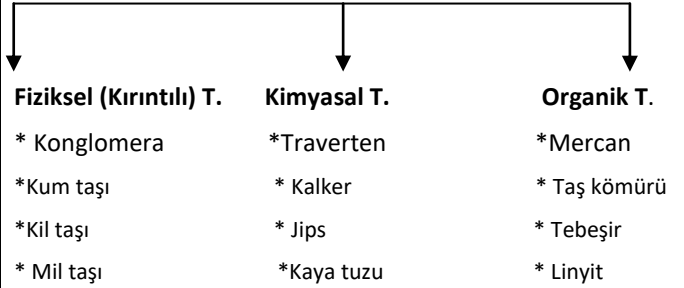 Fiziksel (Kırıntılı) T. Kimyasal T. Organik T.
* Konglomera *Traverten *Mercan
*Kum taşı * Kalker * Taş kömürü
*Kil taşı * Jips * Tebeşir
* Mil taşı *Kaya tuzu * Linyit